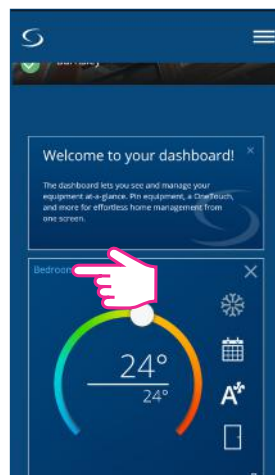 Welcome to your dashboard!
The dashboard lets you see and manage your
equipment at-a-glance. Pin equipment, a OneTouch,
and more for effortless home management from
one screen.
Bedroom
24°
24°
A